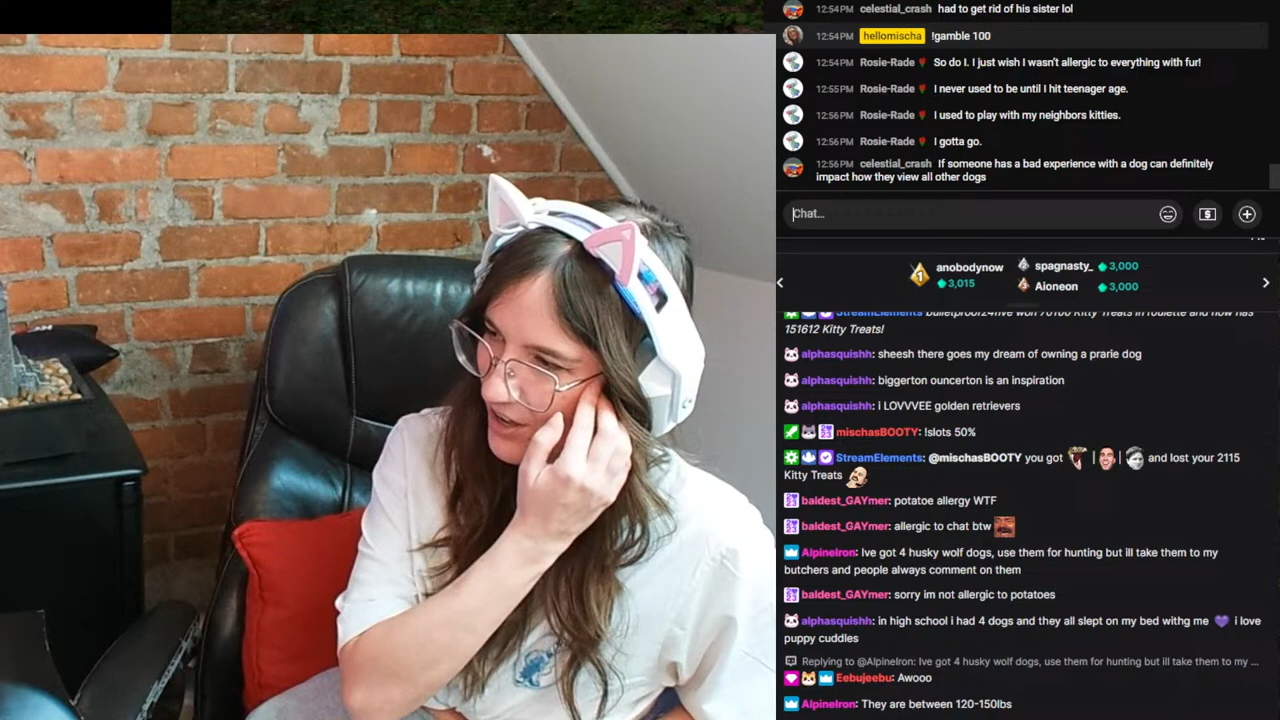 12:54PM celestial_crash had to get rid of his sister lol
12:54PM hellomischa !gamble 100
12:54PM Rosie-Rade So do I. I just wish I wasn't allergic to everything with fur!
12:55PM Rosie-Rade I never used to be until I hit teenager age.
12:56PM Rosie-Rade I used to play with my neighbors kitties.
12:56PM Rosie-Rade I gotta go.
12:56PM celestial_crash If someone has a bad experience with a dog can definitely
impact how they view all other dogs
Chat...
1 anobodynow 3,015
spagnasty_ 3,000
Aioneon 3,000
151612 Kitty Treats!
alphasquishh: sheesh there goes my dream of owning a prarie dog
alphasquishh: biggerton ouncerton is an inspiration
alphasquishh: i LOVVVEE golden retrievers
mischasBOOTY: !slots 50%
StreamElements: @mischasBOOTY you got | | and lost your 2115
Kitty Treats
baldest_GAYmer: potatoe allergy WTF
baldest_GAYmer: allergic to chat btw
AlpineIron: Ive got 4 husky wolf dogs, use them for hunting but ill take them to my
butchers and people always comment on them
baldest_GAYmer: sorry im not allergic to potatoes
alphasquishh: in high school i had 4 dogs and they all slept on my bed withg me i love
puppy cuddles
Replying to @AlpineIron: Ive got 4 husky wolf dogs, use them for hunting but ill take them to my ...
Eebujeebu: Awooo
AlpineIron: They are between 120-150lbs